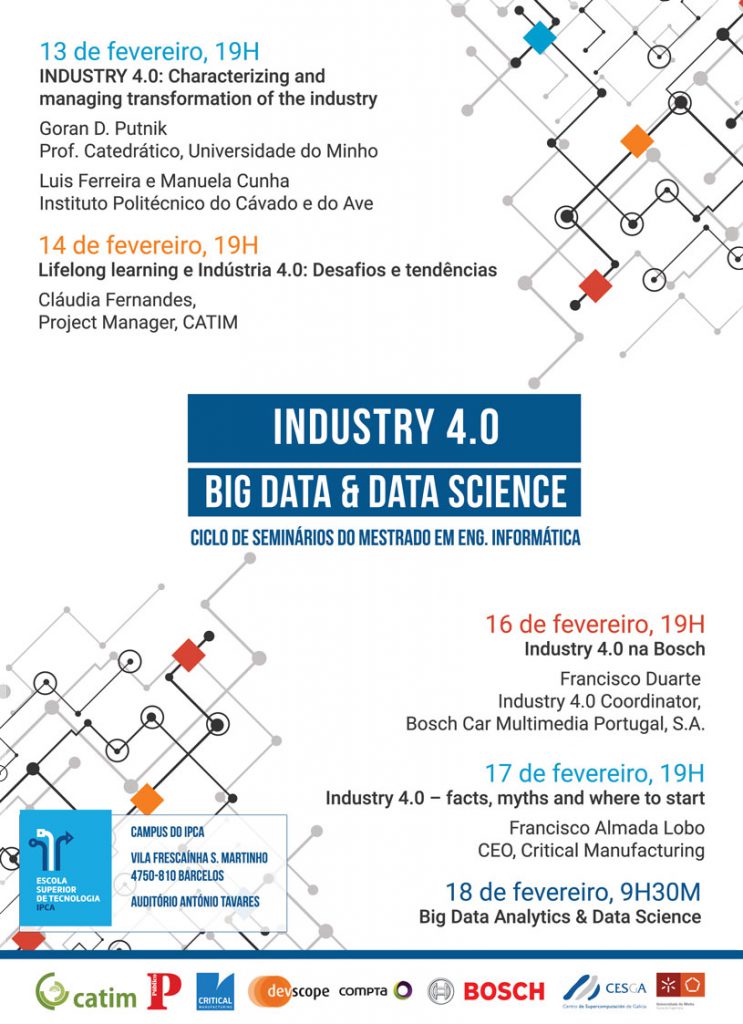 13 de fevereiro, 19H
INDUSTRY 4.0: Characterizing and
managing transformation of the industry
Goran D. Putnik
Prof. Catedrático, Universidade do Minho
Luis Ferreira e Manuela Cunha
Instituto Politécnico do Cávado e do Ave
14 de fevereiro, 19H
Lifelong learning e Indústria 4.0: Desafios e tendências
Cláudia Fernandes,
Project Manager, CATIM
INDUSTRY 4.0
BIG DATA & DATA SCIENCE
CICLO DE SEMINÁRIOS DO MESTRADO EM ENG. INFORMÁTICA
16 de fevereiro, 19H
Industry 4.0 na Bosch
Francisco Duarte
Industry 4.0 Coordinator,
Bosch Car Multimedia Portugal, S.A.
17 de fevereiro, 19H
Industry 4.0 – facts, myths and where to start
Francisco Almada Lobo
CEO, Critical Manufacturing
18 de fevereiro, 9H30M
Big Data Analytics & Data Science
ESCOLA
SUPERIOR
DE TECNOLOGIA
IPCA
CAMPUS DO IPCA
VILA FRESCAÍNHA S. MARTINHO
4750-810 BÁRCELOS
AUDITÓRIO ANTÓNIO TAVARES
catim
Público
P
CRITICAL
MANUFACTURING
devscope
COMPTA
BOSCH
CESGA
Centro de Supercomputación de Galicia
Universidade do Minho